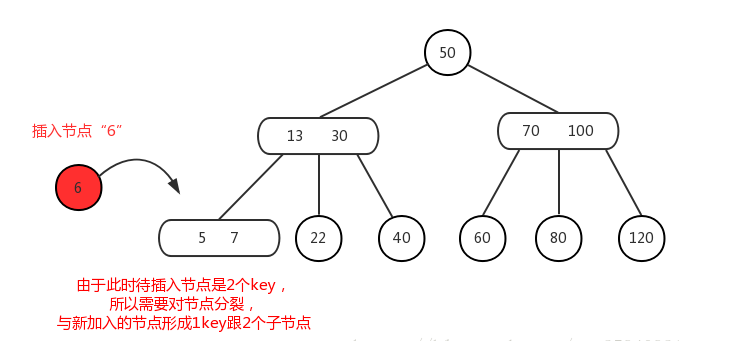 50
13 30
70 100
插入节点“6”
6
5 7
22
40
60
80
120
由于此时待插入节点是2个key，
所以需要对节点分裂，
与新加入的节点形成1key跟2个子节点